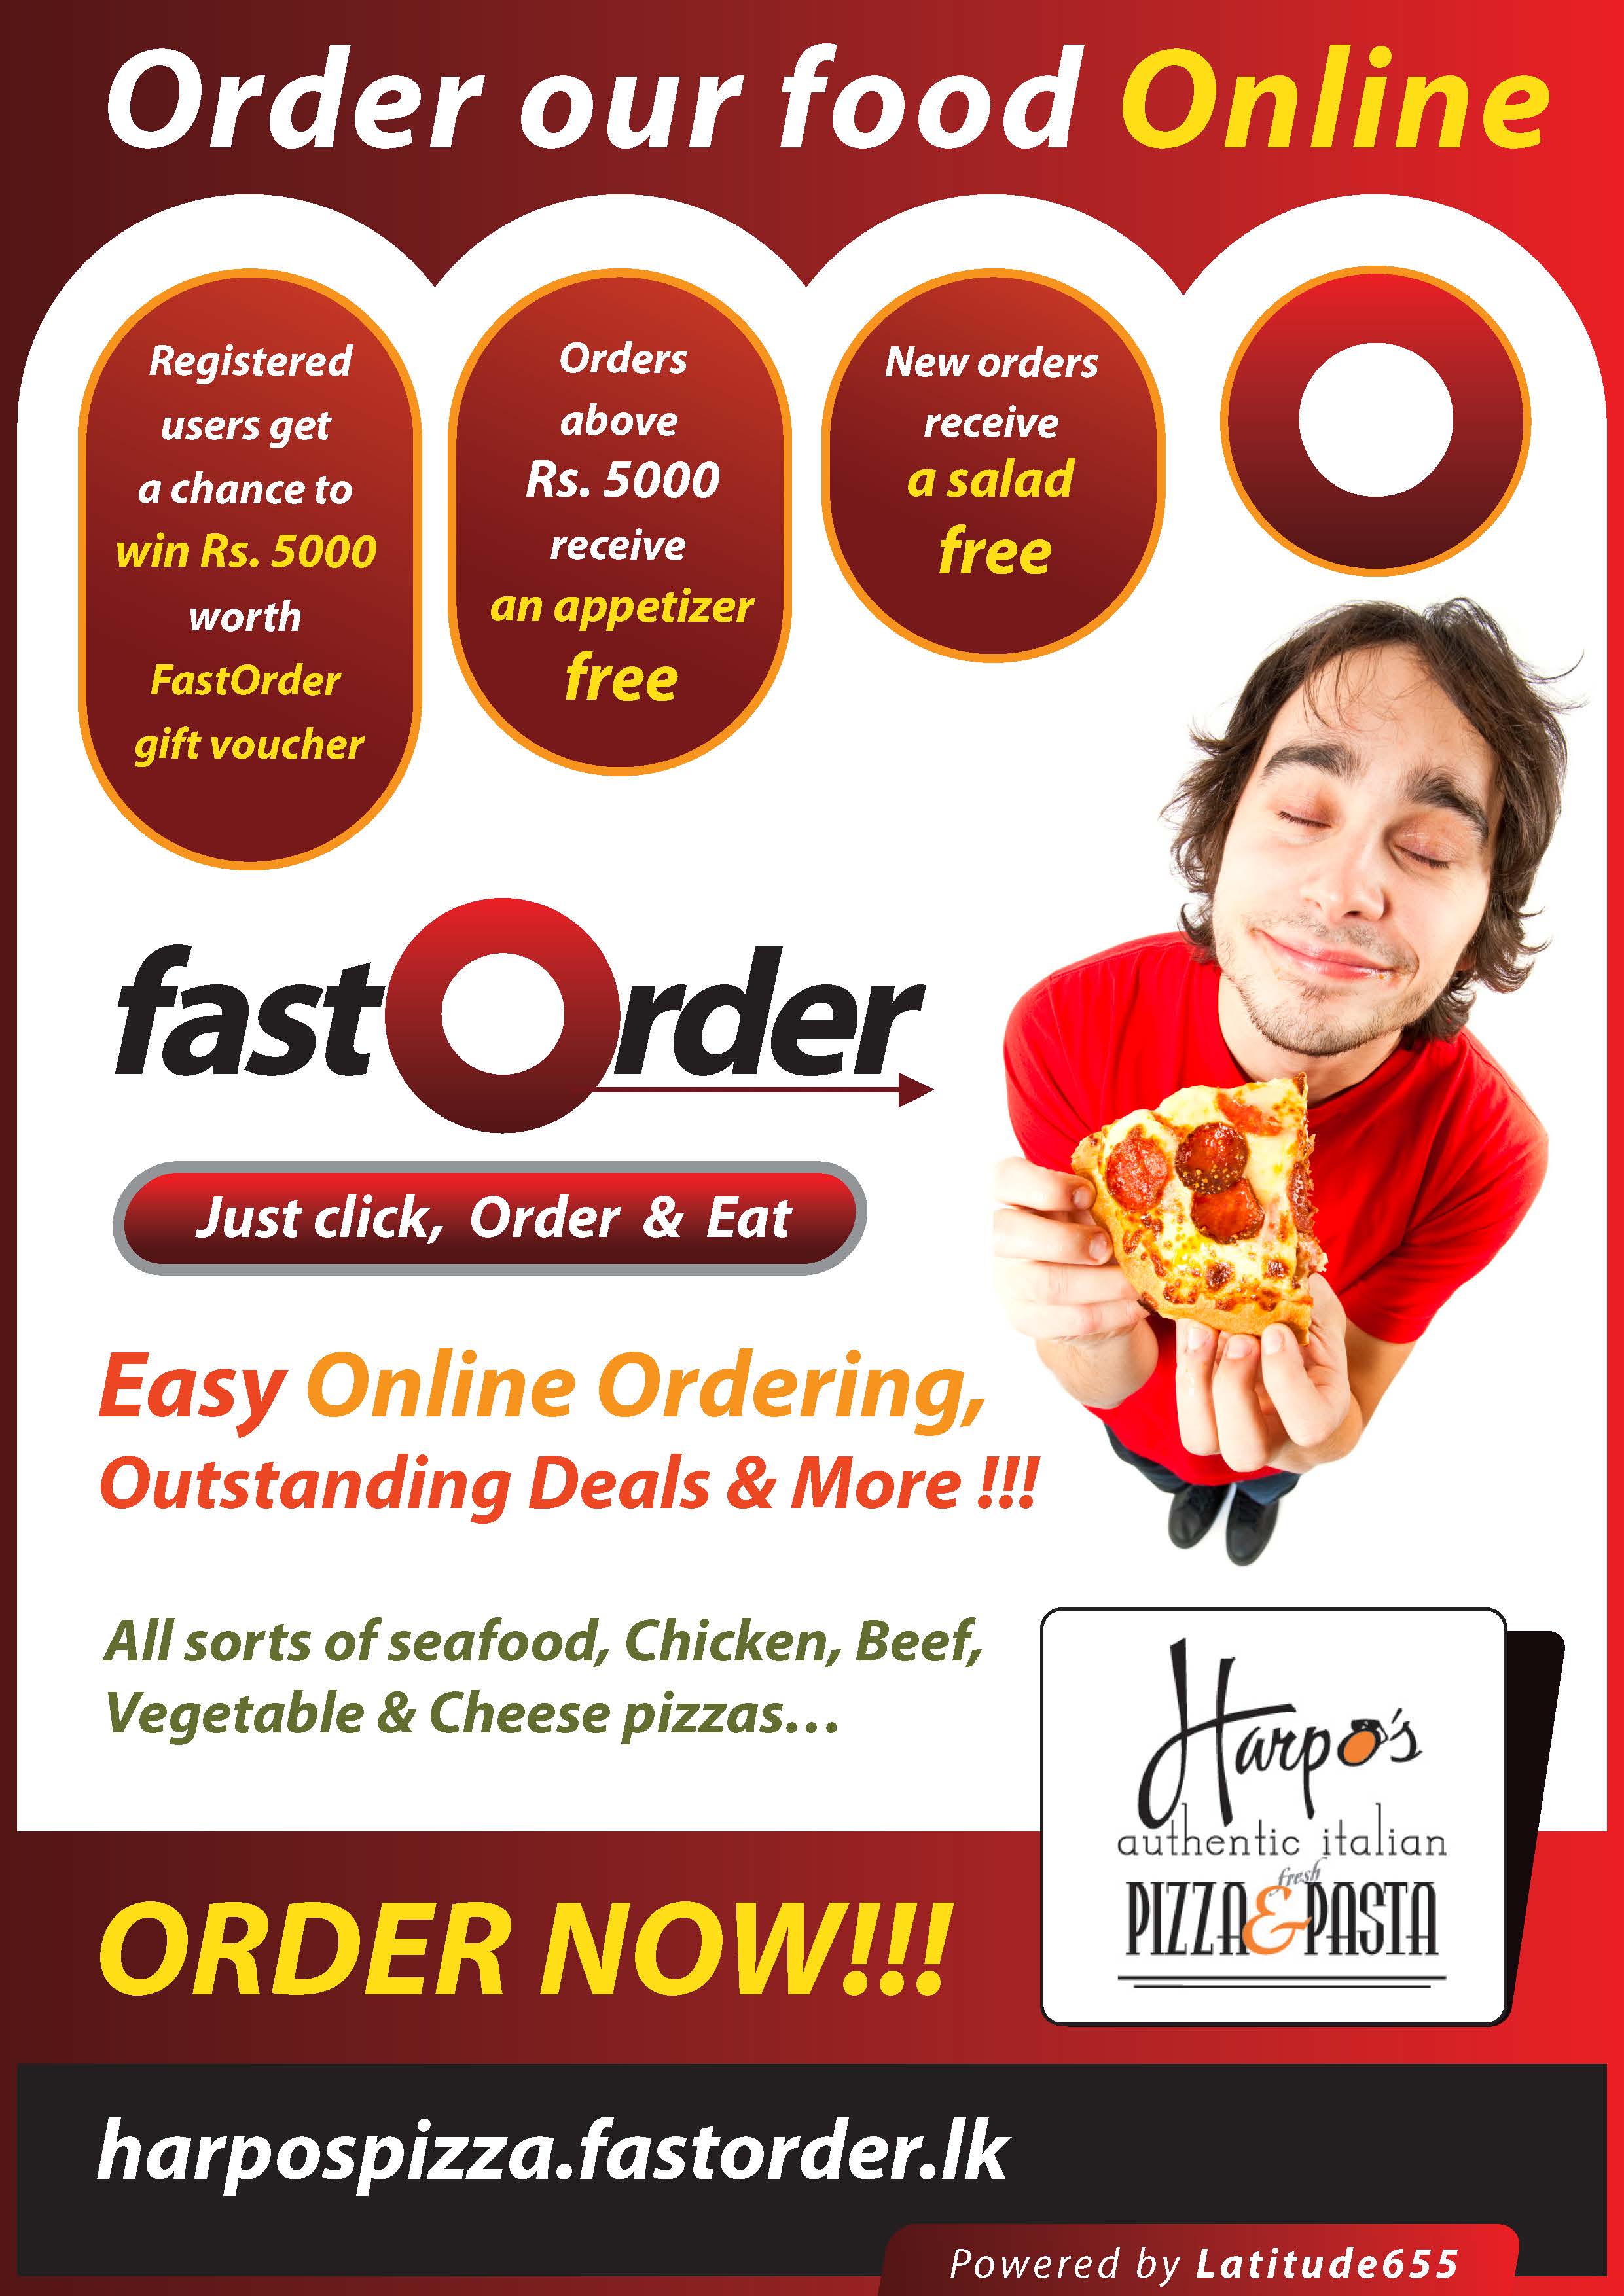 Order our food Online
Registered
users get
a chance to
win Rs. 5000
worth
FastOrder
gift voucher
Orders
above
Rs. 5000
receive
an appetizer
free
New orders
receive
a salad
free
fastOrder
Just click, Order & Eat
Easy Online Ordering,
Outstanding Deals & More !!!
All sorts of seafood, Chicken, Beef,
Vegetable & Cheese pizzas...
Harpo's
authentic italian
fresh
PIZZA & PASTA
ORDER NOW!!!
harpospizza.fastorder.lk
Powered by Latitude655